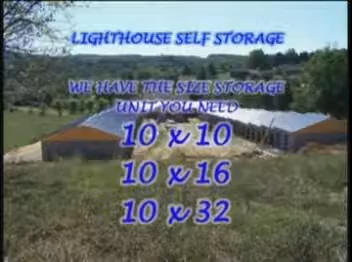 LIGHTHOUSE SELF STORAGE
WE HAVE THE SIZE STORAGE
UNIT YOU NEED
10 x 10
10 x 16
10 x 32